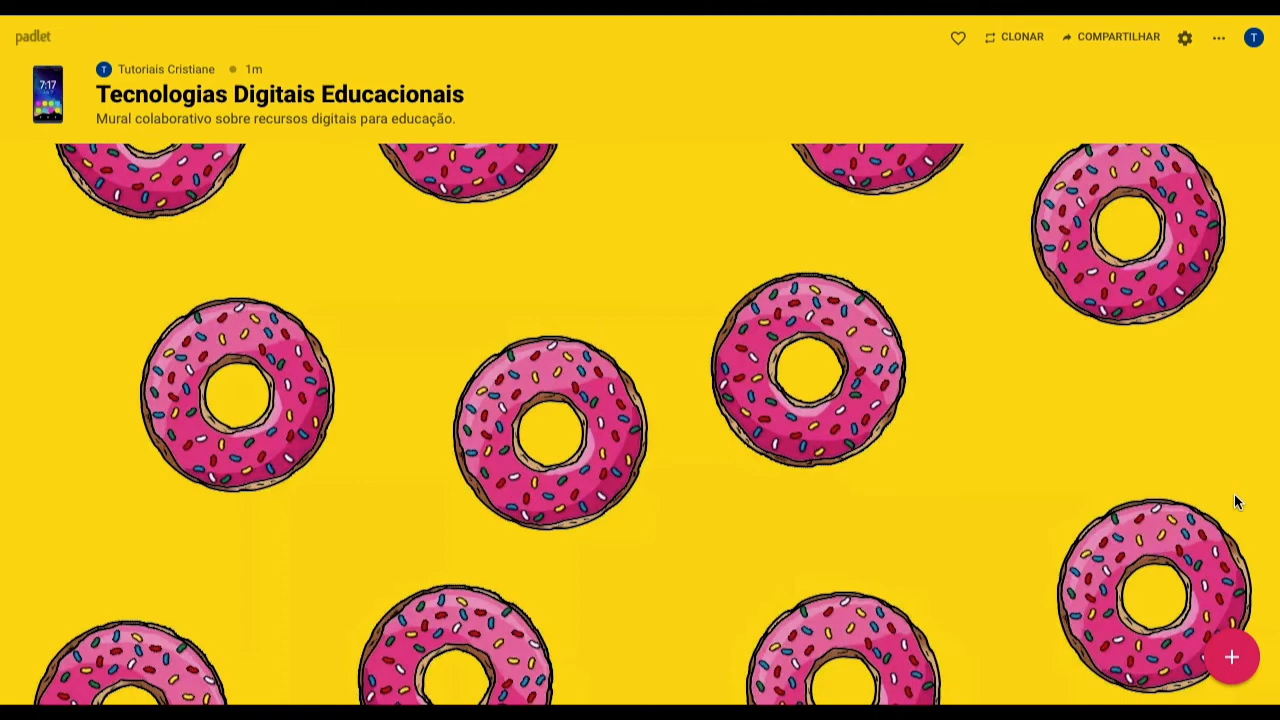 padlet
CLONAR
COMPARTILHAR
T
T Tutoriais Cristiane 1m
7:17
Tecnologias Digitais Educacionais
Mural colaborativo sobre recursos digitais para educação.